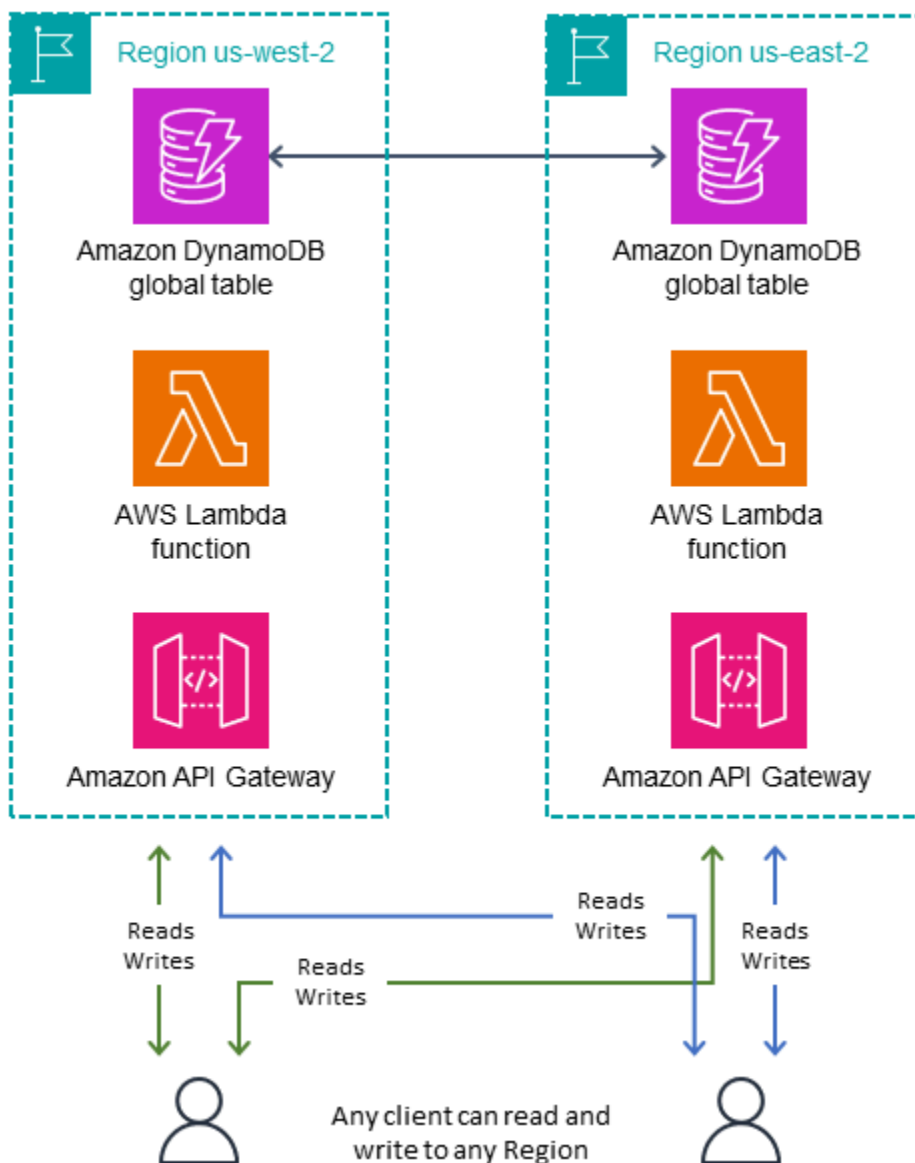 Region us-west-2
Region us-east-2
Amazon DynamoDB
global table
Amazon DynamoDB
global table
AWS Lambda
function
AWS Lambda
function
</>
Amazon API Gateway
</>
Amazon API Gateway
Reads
Writes
Reads
Writes
Reads
Writes
Reads
Writes
Any client can read and
write to any Region